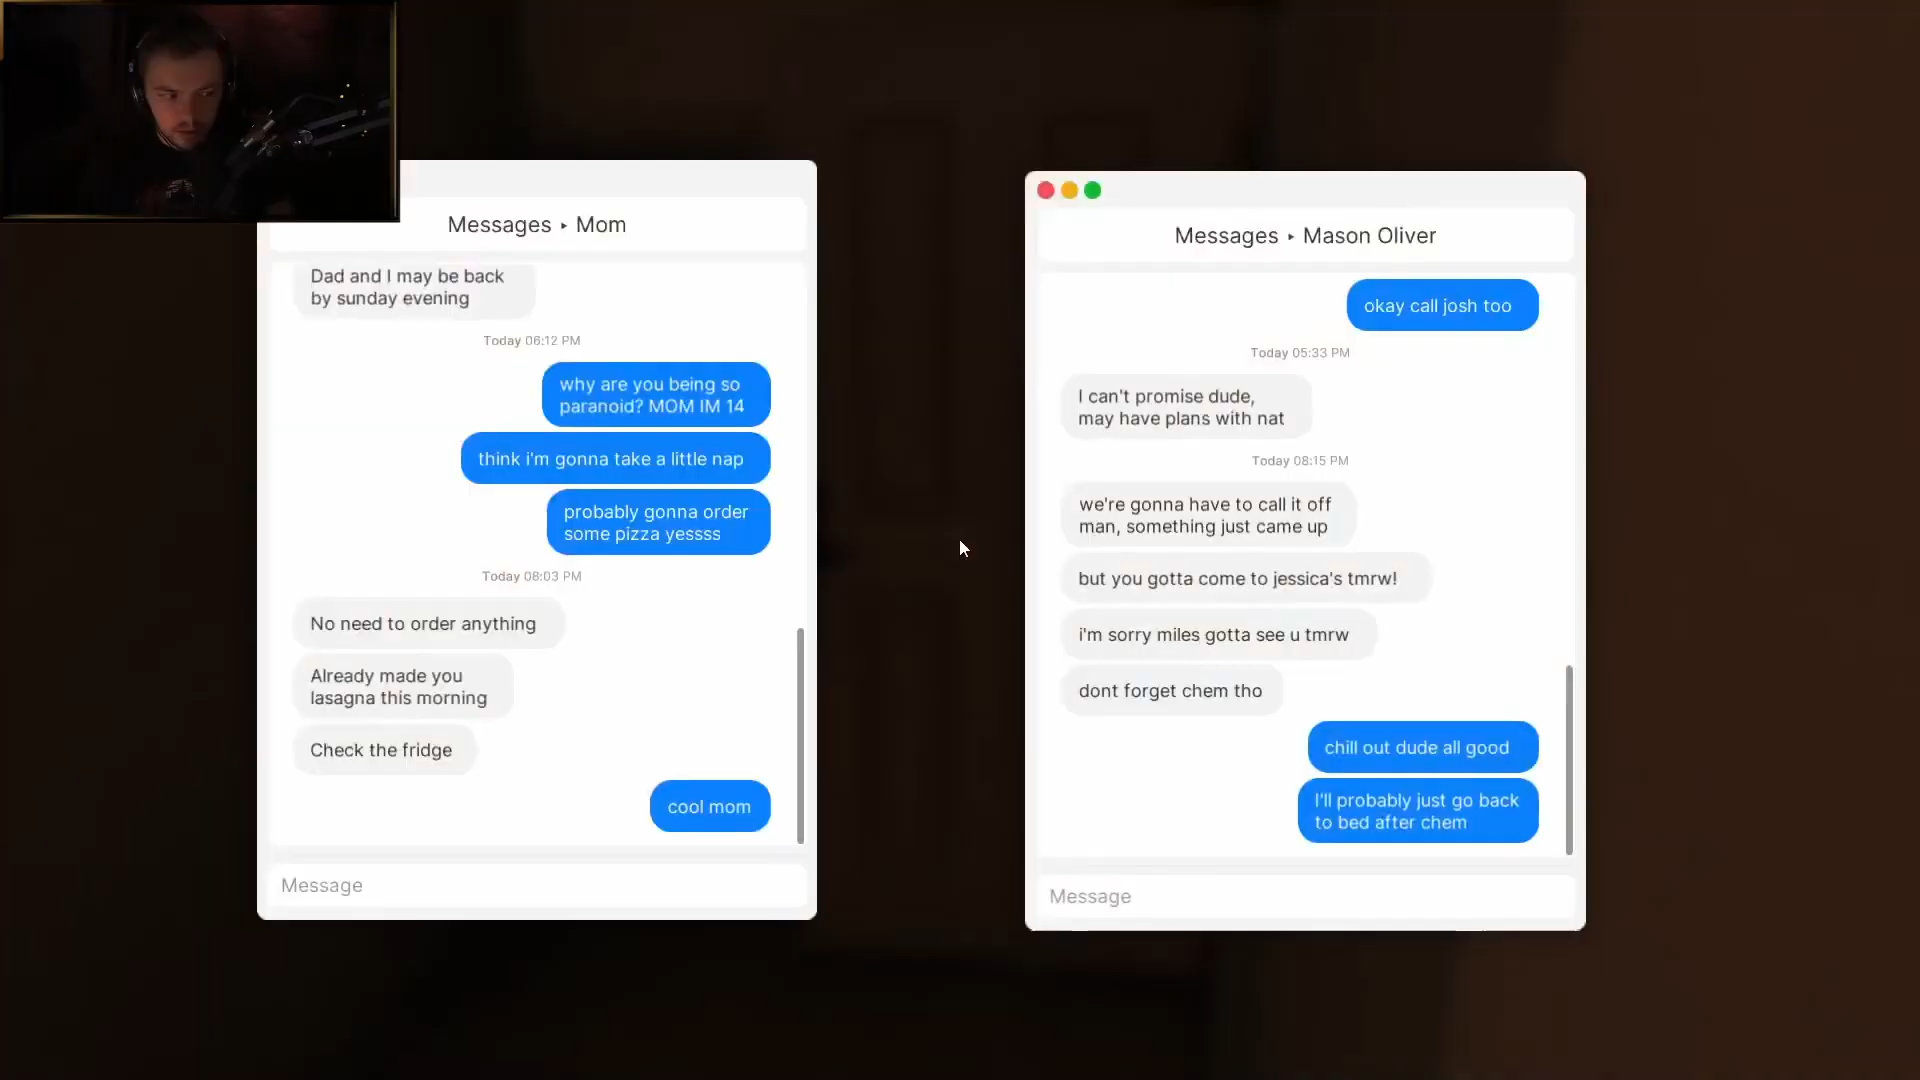 Messages ▸ Mom
Dad and I may be back
by sunday evening
Today 06:12 PM
why are you being so
paranoid? MOM IM 14
think i'm gonna take a little nap
probably gonna order
some pizza yessss
Today 08:03 PM
No need to order anything
Already made you
lasagna this morning
Check the fridge
cool mom
Message
Messages ▸ Mason Oliver
okay call josh too
Today 05:33 PM
I can't promise dude,
may have plans with nat
Today 08:15 PM
we're gonna have to call it off
man, something just came up
but you gotta come to jessica's tmrw!
i'm sorry miles gotta see u tmrw
dont forget chem tho
chill out dude all good
I'll probably just go back
to bed after chem
Message